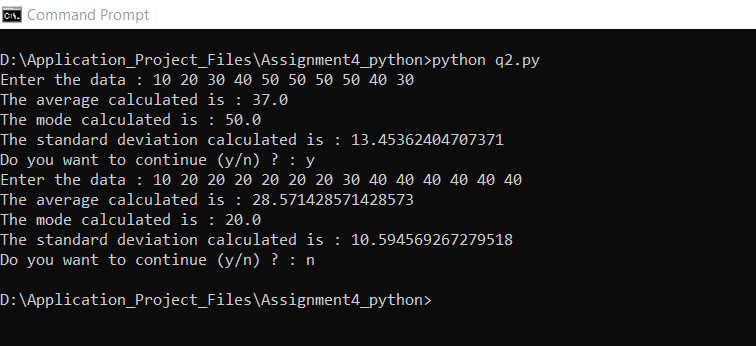 Command Prompt
D:\Application_Project_Files\Assignment4_python>python q2.py
Enter the data : 10 20 30 40 50 50 50 50 40 30
The average calculated is : 37.0
The mode calculated is : 50.0
The standard deviation calculated is : 13.45362404707371
Do you want to continue (y/n) ? : y
Enter the data : 10 20 20 20 20 20 20 30 40 40 40 40 40 40
The average calculated is : 28.571428571428573
The mode calculated is : 20.0
The standard deviation calculated is : 10.594569267279518
Do you want to continue (y/n) ? : n
D:\Application_Project_Files\Assignment4_python>